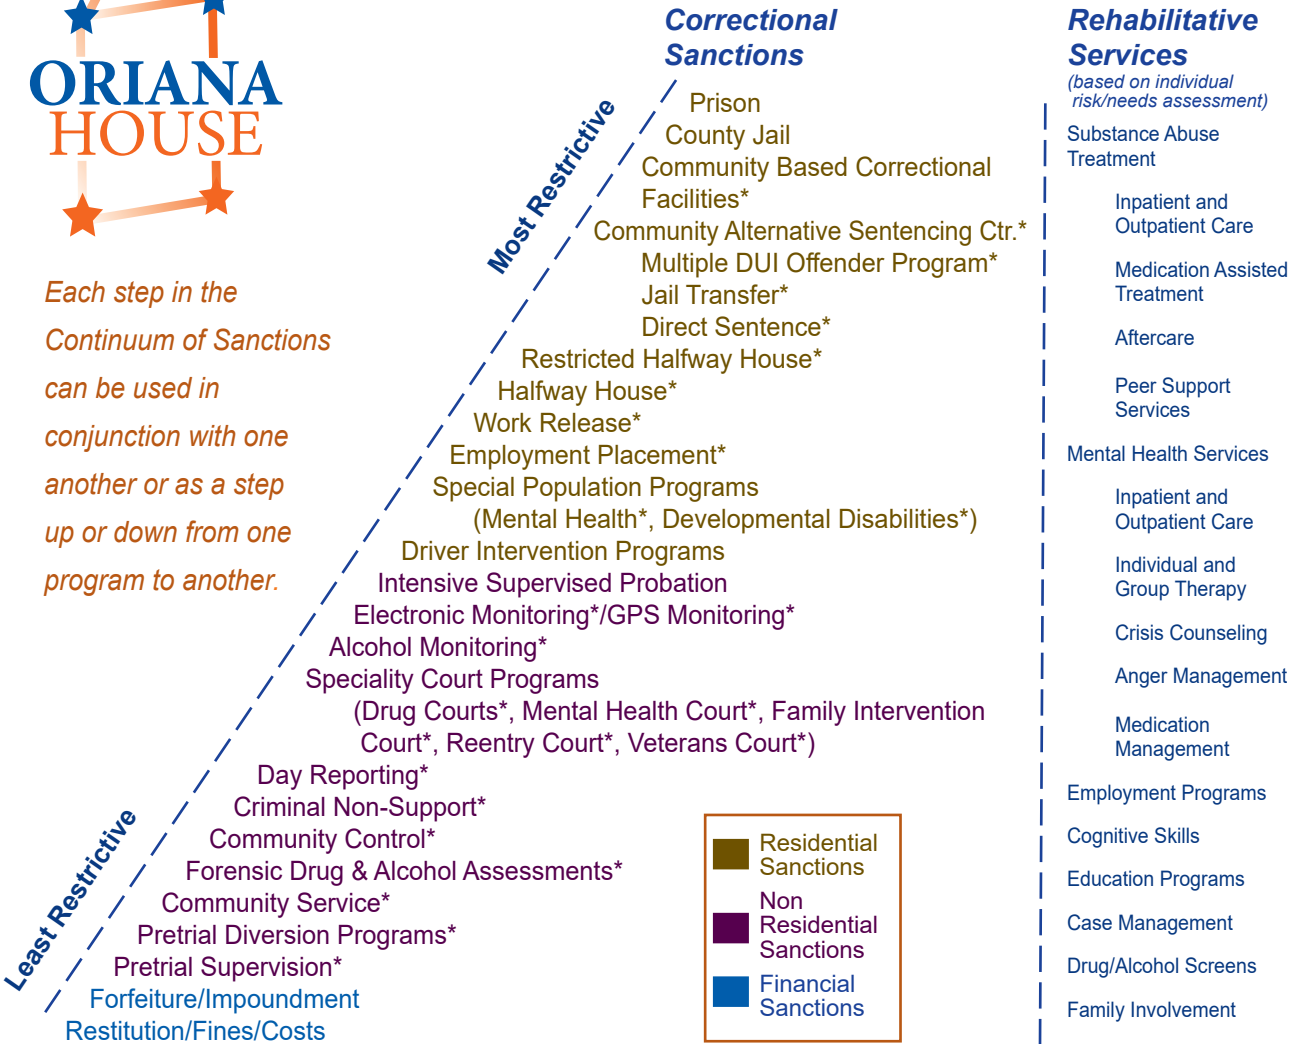 ORIANA
HOUSE
Each step in the
Continuum of Sanctions
can be used in
conjunction with one
another or as a step
up or down from one
program to another.
Correctional
Sanctions
Most Restrictive
Prison
County Jail
Community Based Correctional
Facilities*
Community Alternative Sentencing Ctr.*
Multiple DUI Offender Program*
Jail Transfer*
Direct Sentence*
Restricted Halfway House*
Halfway House*
Work Release*
Employment Placement*
Special Population Programs
(Mental Health*, Developmental Disabilities*)
Driver Intervention Programs
Intensive Supervised Probation
Electronic Monitoring*/GPS Monitoring*
Alcohol Monitoring*
Speciality Court Programs
(Drug Courts*, Mental Health Court*, Family Intervention
Court*, Reentry Court*, Veterans Court*)
Day Reporting*
Criminal Non-Support*
Community Control*
Forensic Drug & Alcohol Assessments*
Community Service*
Pretrial Diversion Programs*
Pretrial Supervision*
Forfeiture/Impoundment
Restitution/Fines/Costs
Least Restrictive
Residential
Sanctions
Non
Residential
Sanctions
Financial
Sanctions
Rehabilitative
Services
(based on individual
risk/needs assessment)
Substance Abuse
Treatment
Inpatient and
Outpatient Care
Medication Assisted
Treatment
Aftercare
Peer Support
Services
Mental Health Services
Inpatient and
Outpatient Care
Individual and
Group Therapy
Crisis Counseling
Anger Management
Medication
Management
Employment Programs
Cognitive Skills
Education Programs
Case Management
Drug/Alcohol Screens
Family Involvement